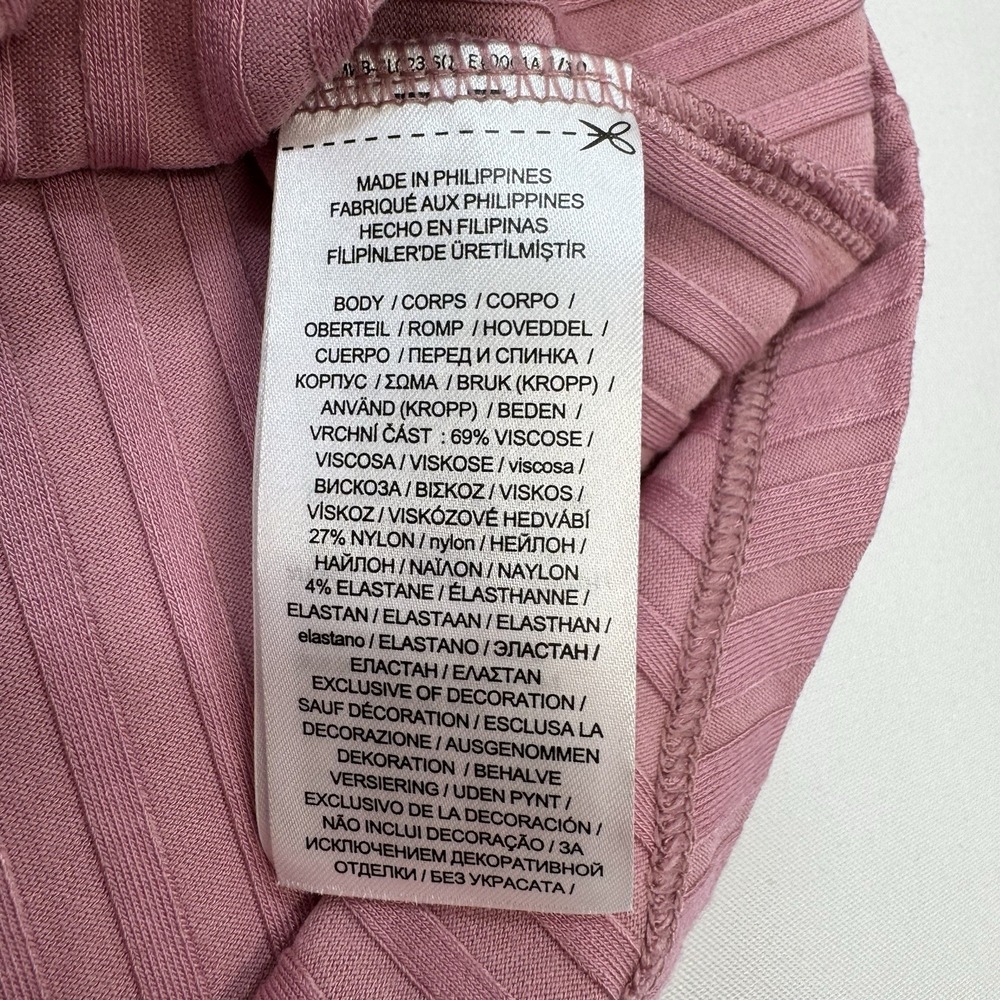 MADE IN PHILIPPINES
FABRIQUÉ AUX PHILIPPINES
HECHO EN FILIPINAS
FİLİPİNLER'DE ÜRETİLMİŞTİR
BODY / CORPS / CORPO /
OBERTEIL / ROMP / HOVEDDEL /
CUERPO / ПЕРЕД И СПИНКА /
КОРПУС / ΣΩΜΑ / BRUK (KROPP) /
ANVÄND (KROPP) / BEDEN /
VRCHNÍ ČÁST : 69% VISCOSE /
VISCOSA / VISKOSE / viscosa /
ВИСКОЗА / ΒΙΣΚΟΖ / VISKOS /
VİSKOZ / VISKÓZOVÉ HEDVÁBÍ
27% NYLON / nylon / НЕЙЛОН /
НАЙЛОН / ΝΑΪΛΟΝ / NAYLON
4% ELASTANE / ÉLASTHANNE /
ELASTAN / ELASTAAN / ELASTHAN /
elastano / ELASTANO / ЭЛАСТАН /
ЕЛАСТАН / ΕΛΑΣΤΑΝ
EXCLUSIVE OF DECORATION /
SAUF DÉCORATION / ESCLUSA LA
DECORAZIONE / AUSGENOMMEN
DEKORATION / BEHALVE
VERSIERING / UDEN PYNT /
EXCLUSIVO DE LA DECORACIÓN /
NÃO INCLUI DECORAÇÃO / ЗА
ИСКЛЮЧЕНИЕМ ДЕКОРАТИВНОЙ
ОТДЕЛКИ / БЕЗ УКРАСАТА /